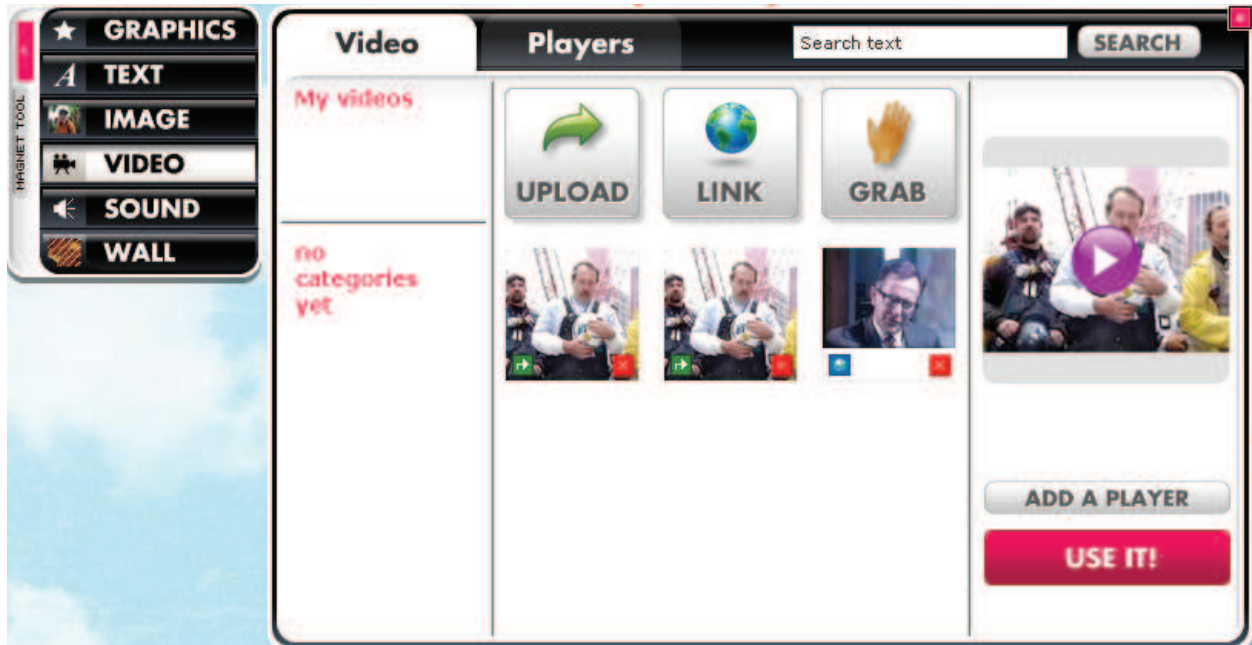 MAGNET TOOL
GRAPHICS
A TEXT
IMAGE
VIDEO
SOUND
WALL
Video
Players
Search text
SEARCH
My videos
no
categories
yet
UPLOAD
LINK
GRAB
ADD A PLAYER
USE IT!